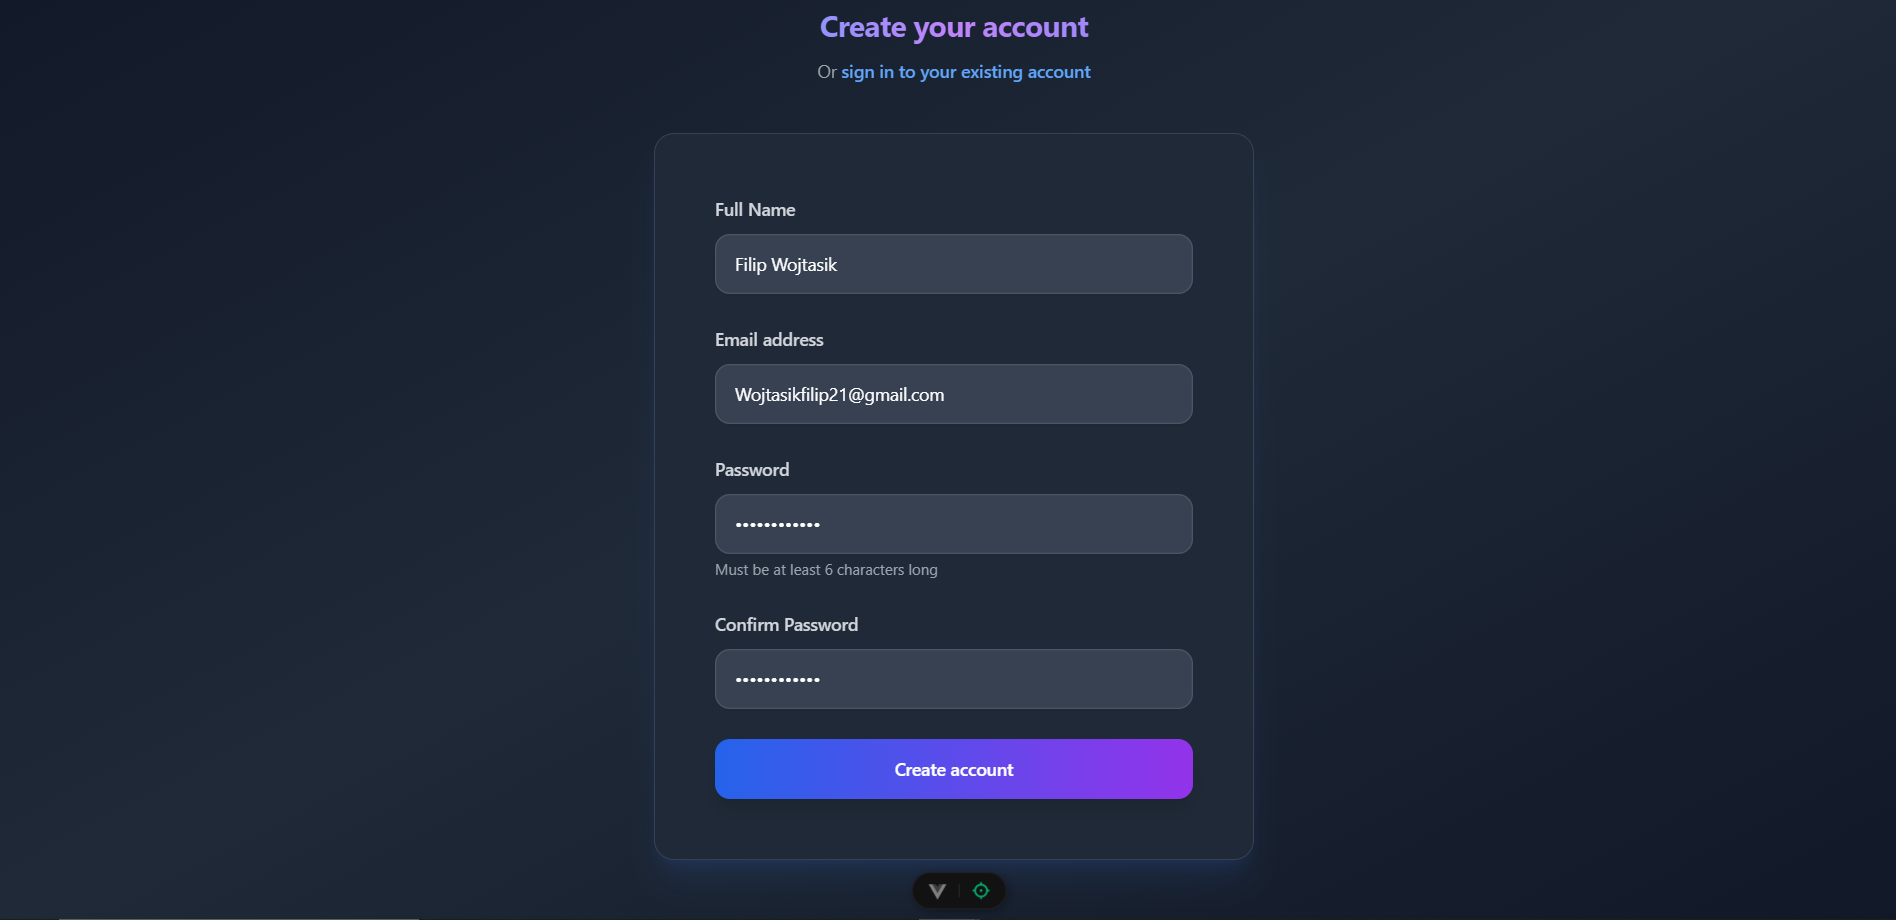 Create your account
Or sign in to your existing account
Full Name
Filip Wojtasik
Email address
Wojtasikfilip21@gmail.com
Password
••••••••••••
Must be at least 6 characters long
Confirm Password
••••••••••••
Create account